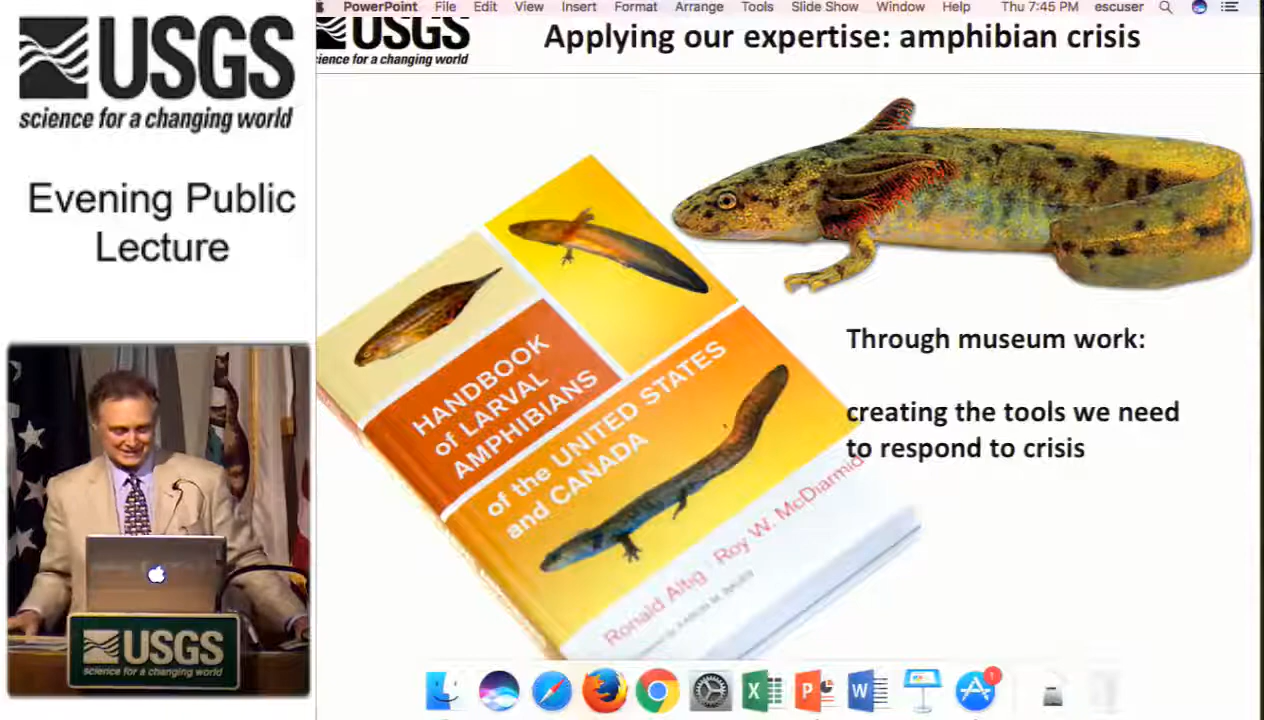 USGS
science for a changing world
Evening Public
Lecture
USGS
science for a changing world
PowerPoint File Edit View Insert Format Arrange Tools Slide Show Window Help Thu 7:45 PM escuser
USGS
cience for a changing world
Applying our expertise: amphibian crisis
HANDBOOK
of LARVAL
AMPHIBIANS
of the UNITED STATES
and CANADA
Ronald Altig Roy W. McDiarmid
Through museum work:
creating the tools we need
to respond to crisis
1